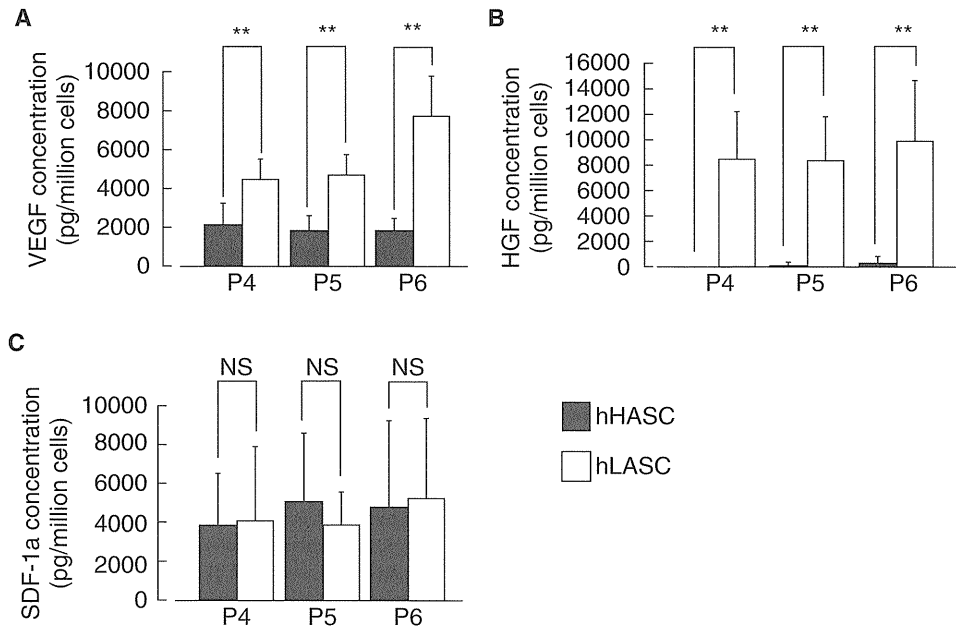 A
VEGF concentration
(pg/million cells)
10000
8000
6000
4000
2000
0
**
**
**
P4
P5
P6
B
HGF concentration
(pg/million cells)
16000
14000
12000
10000
8000
6000
4000
2000
0
**
**
**
P4
P5
P6
C
SDF-1a concentration
(pg/million cells)
10000
8000
6000
4000
2000
0
NS
NS
NS
P4
P5
P6
hHASC
hLASC